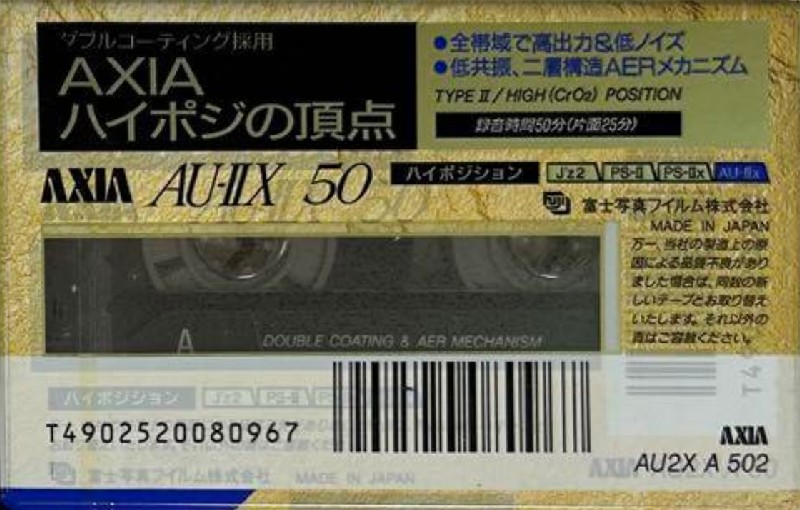 ダブルコーティング採用
AXIA
ハイポジの頂点
●全帯域で高出力&低ノイズ
●低共振、二層構造AERメカニズム
TYPE II/HIGH (CrO2) POSITION
録音時間50分(片面25分)
AXIA AU-IIX 50
ハイポジション
J'z2 PS-II PS-IIx AU-IIx
FUJI 富士写真フイルム株式会社
MADE IN JAPAN
万一、当社の製造上の原
因による品質不良があり
ました場合は、同数の新
しいテープとお取り替え
いたします。それ以外の
責はご容赦ください。
A
DOUBLE COATING & AER MECHANISM
ハイポジション J'z2 PS-II
T4902520080967
富士写真フイルム株式会社 MADE IN JAPAN
AXIA
AU2X A 502